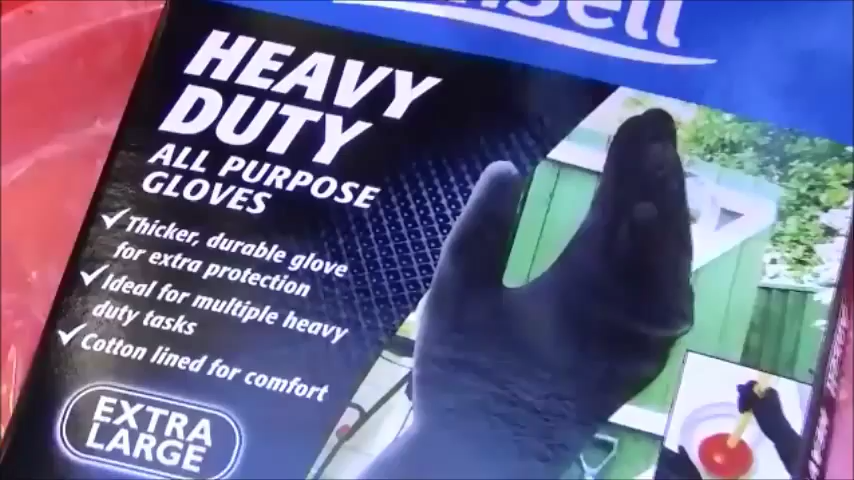 HEAVY
DUTY
ALL PURPOSE
GLOVES
✓ Thicker, durable glove
for extra protection
✓ Ideal for multiple heavy
duty tasks
✓ Cotton lined for comfort
EXTRA
LARGE